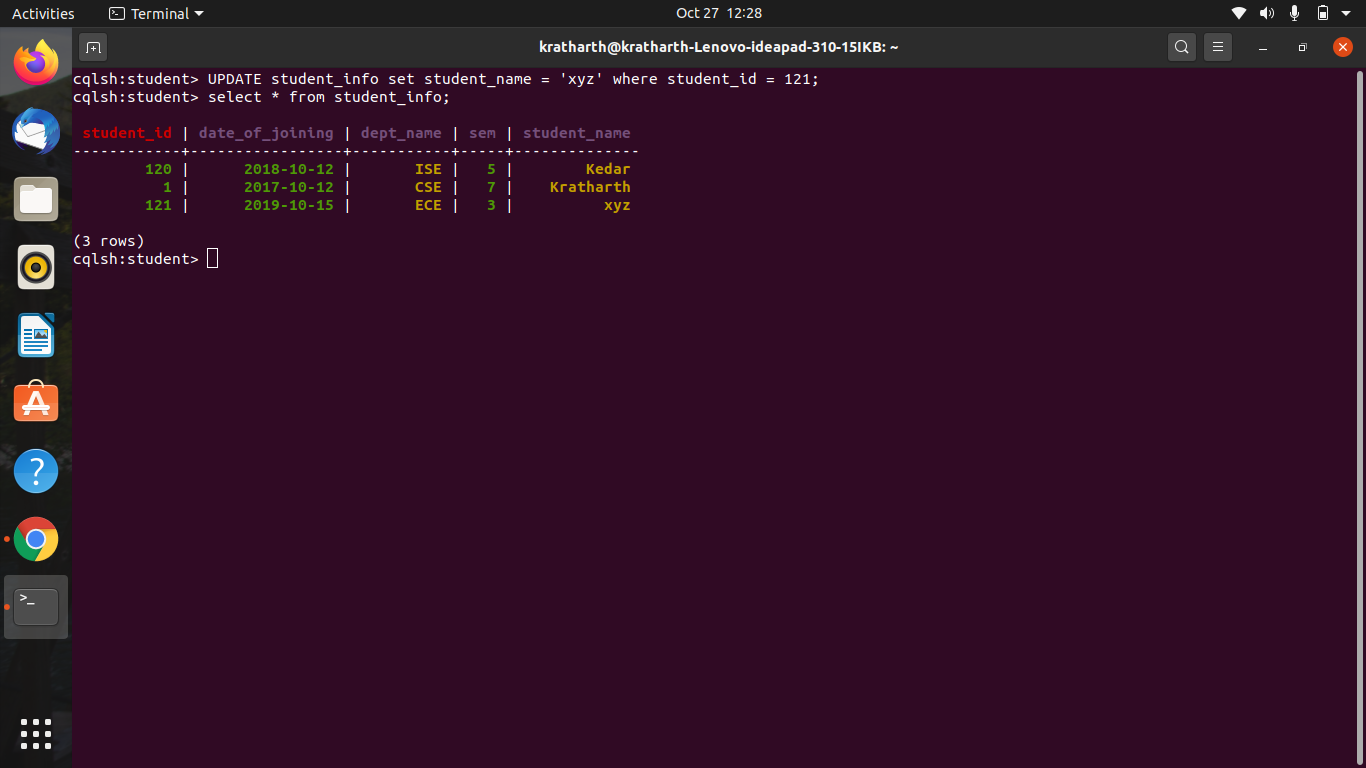 Activities Terminal Oct 27 12:28
kratharth@kratharth-Lenovo-ideapad-310-15IKB: ~
cqlsh:student> UPDATE student_info set student_name = 'xyz' where student_id = 121;
cqlsh:student> select * from student_info;
student_id | date_of_joining | dept_name | sem | student_name
------------+-----------------+-----------+-----+--------------
120 | 2018-10-12 | ISE | 5 | Kedar
1 | 2017-10-12 | CSE | 7 | Kratharth
121 | 2019-10-15 | ECE | 3 | xyz
(3 rows)
cqlsh:student>